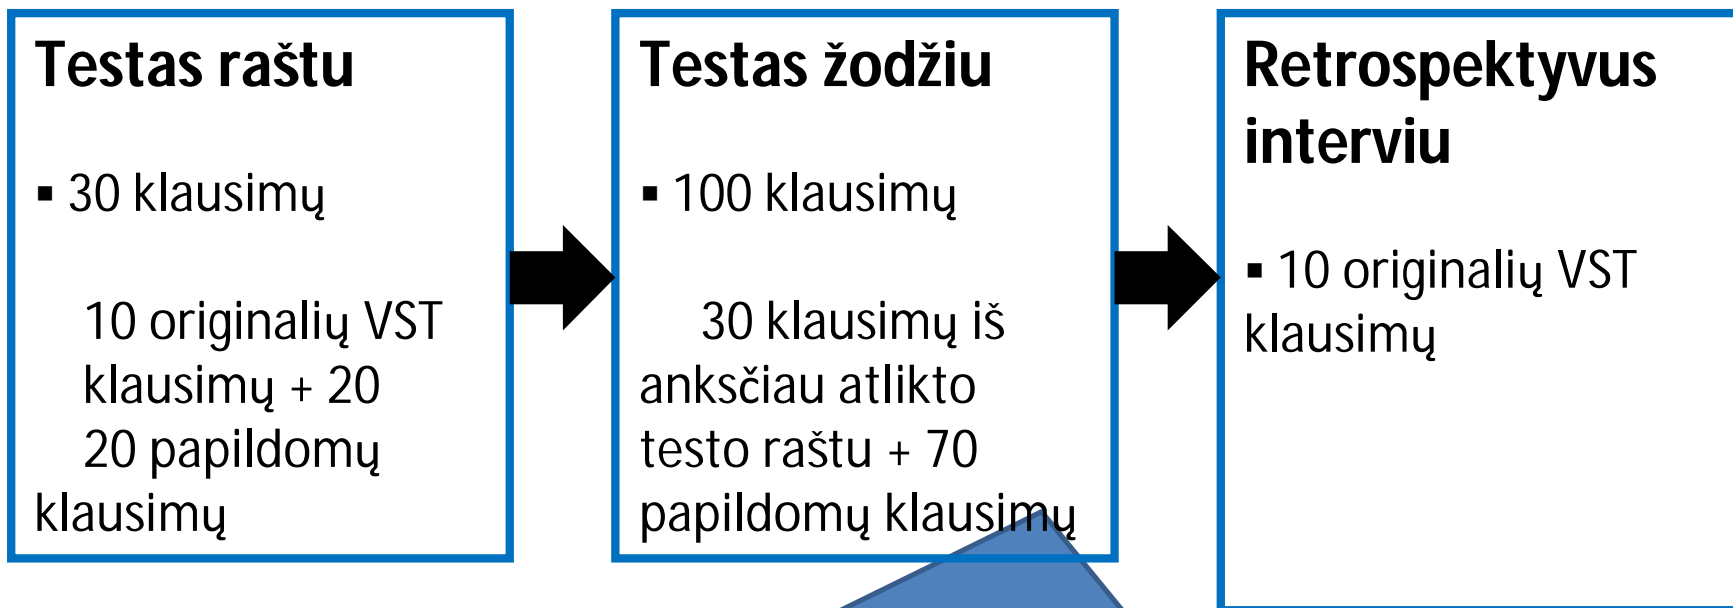 Testas raštu
▪ 30 klausimų
10 originalių VST
klausimų + 20
20 papildomų
klausimų
Testas žodžiu
▪ 100 klausimų
30 klausimų iš
anksčiau atlikto
testo raštu + 70
papildomų klausimų
Retrospektyvus
interviu
▪ 10 originalių VST
klausimų